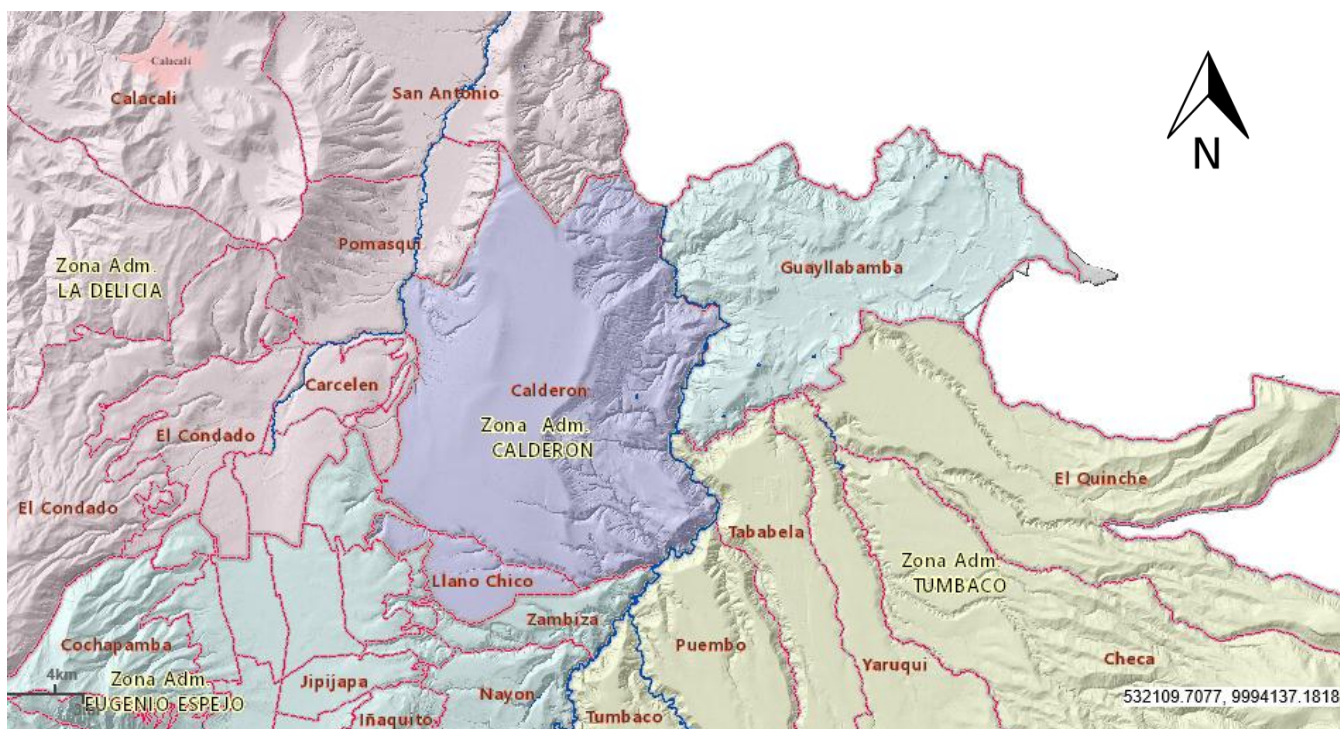 Calacalí
San Antonio
Calacali
N
Pomasqui
Zona Adm.
LA DELICIA
Guayllabamba
Carcelen
Calderon
Zona Adm.
CALDERON
El Condado
El Condado
El Quinche
Tababela
Zona Adm.
TUMBACO
Llano Chico
Zambiza
Cochapamba
Puembo
Checa
Yaruqui
4km
Zona Adm.
EUGENIO ESPEJO
Jipijapa
Nayon
532109.7077, 9994137.1818
Iñaquito
Tumbaco